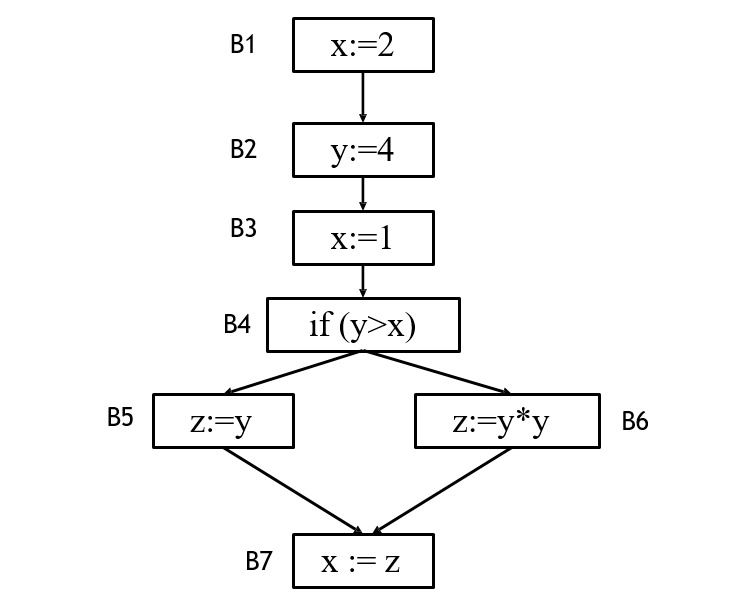 B1 x:=2
B2 y:=4
B3 x:=1
B4 if (y>x)
B5 z:=y
z:=y*y B6
B7 x := z